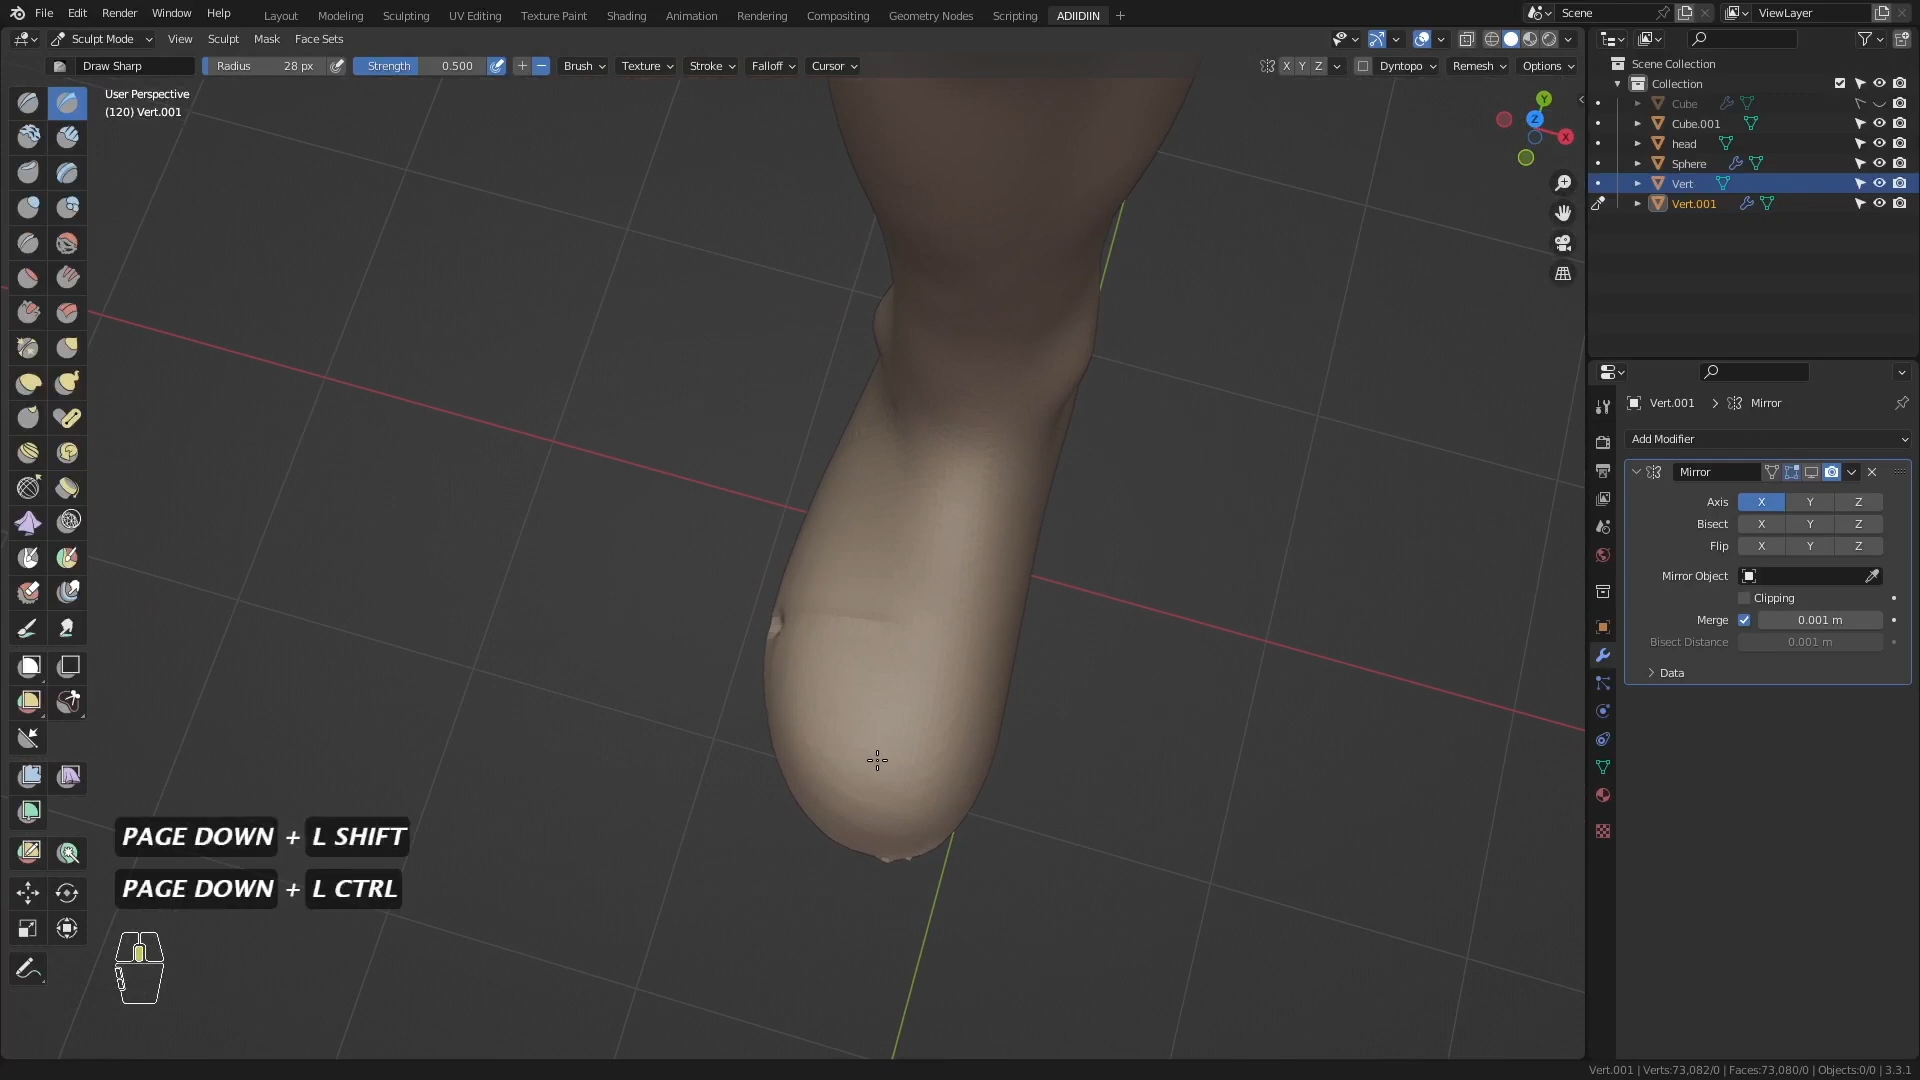 File Edit Render Window Help
Layout Modeling Sculpting UV Editing Texture Paint Shading Animation Rendering Compositing Geometry Nodes Scripting ADIIDIIN +
Scene
ViewLayer
Sculpt Mode View Sculpt Mask Face Sets
Draw Sharp Radius 28 px Strength 0.500 Brush Texture Stroke Falloff Cursor X Y Z Dyntopo Remesh Options
User Perspective
(120) Vert.001
Y
Z
X
Scene Collection
Collection
Cube
Cube.001
head
Sphere
Vert
Vert.001
Vert.001 > Mirror
Add Modifier
Mirror
Axis X Y Z
Bisect X Y Z
Flip X Y Z
Mirror Object
Clipping
Merge 0.001 m
Bisect Distance 0.001 m
Data
PAGE DOWN + L SHIFT
PAGE DOWN + L CTRL
Vert.001 | Verts:73,082/0 | Faces:73,080/0 | Objects:0/0 | 3.3.1